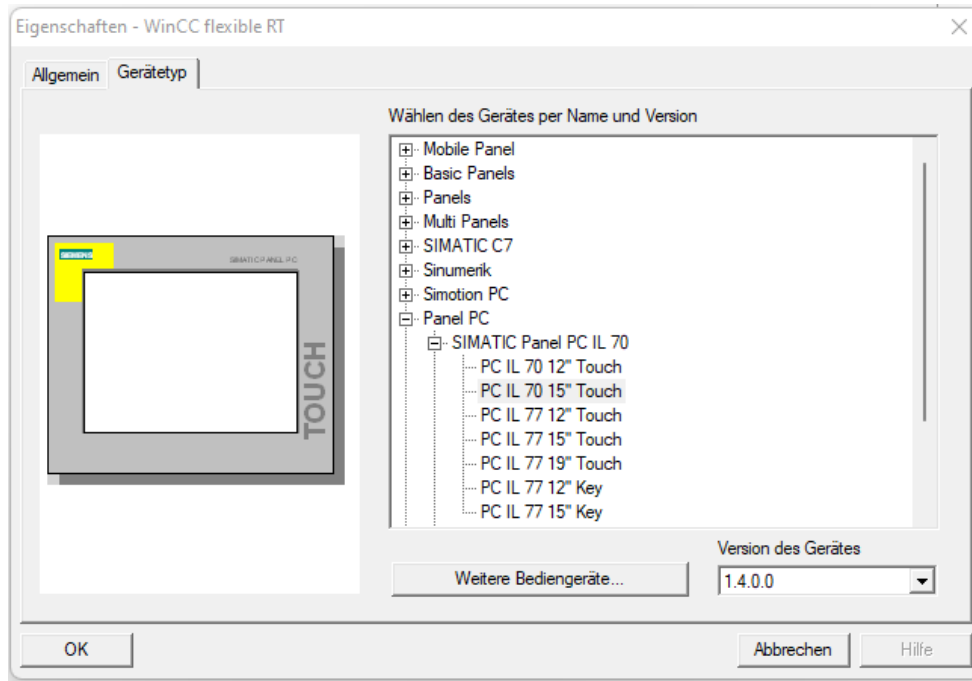 Eigenschaften - WinCC flexible RT
Allgemein
Gerätetyp
Wählen des Gerätes per Name und Version
SIEMENS
SIMATIC PANEL PC
TOUCH
Mobile Panel
Basic Panels
Panels
Multi Panels
SIMATIC C7
Sinumerik
Simotion PC
Panel PC
SIMATIC Panel PC IL 70
PC IL 70 12" Touch
PC IL 70 15" Touch
PC IL 77 12" Touch
PC IL 77 15" Touch
PC IL 77 19" Touch
PC IL 77 12" Key
PC IL 77 15" Key
Weitere Bediengeräte...
Version des Gerätes
1.4.0.0
OK
Abbrechen
Hilfe